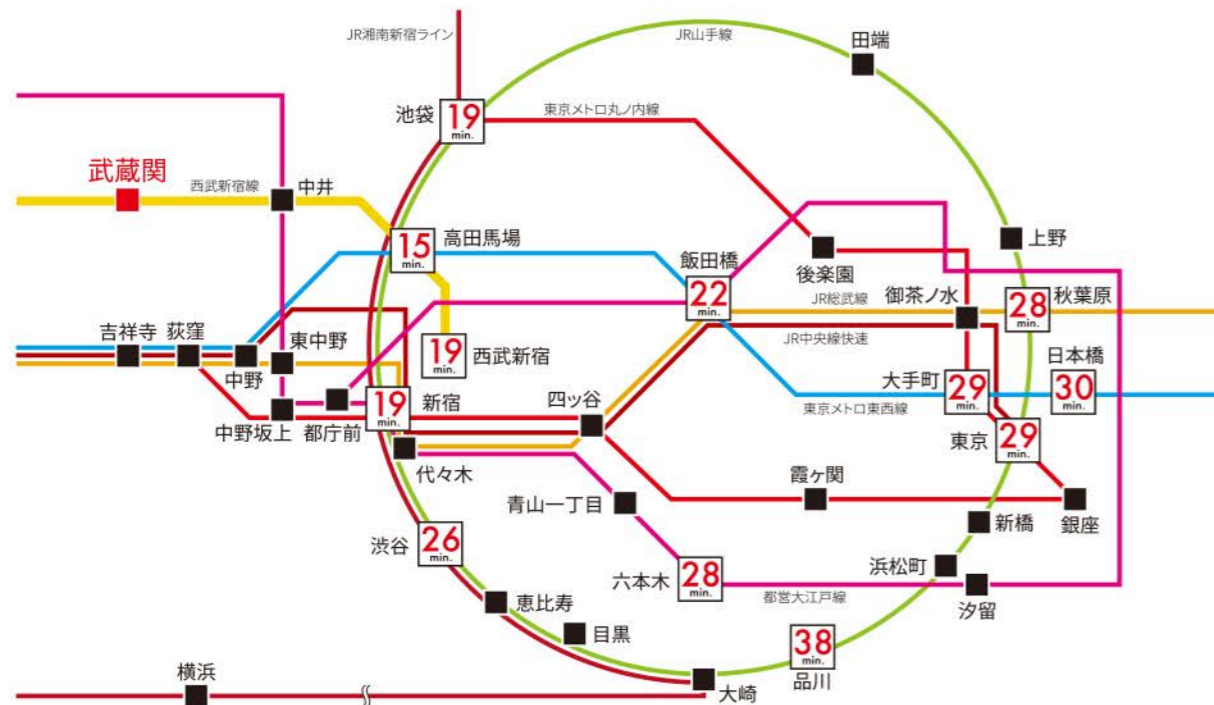 JR湘南新宿ライン
JR山手線
田端
池袋
19
min.
東京メトロ丸ノ内線
武蔵関
西武新宿線
中井
15
min.
高田馬場
飯田橋
22
min.
後楽園
上野
JR総武線
御茶ノ水
28
min.
秋葉原
JR中央線快速
吉祥寺
荻窪
中野
東中野
19
min.
西武新宿
大手町
29
min.
日本橋
30
min.
東京メトロ東西線
中野坂上
都庁前
19
min.
新宿
四ッ谷
東京
29
min.
代々木
霞ヶ関
銀座
青山一丁目
新橋
渋谷
26
min.
六本木
28
min.
都営大江戸線
浜松町
汐留
恵比寿
目黒
38
min.
品川
横浜
大崎